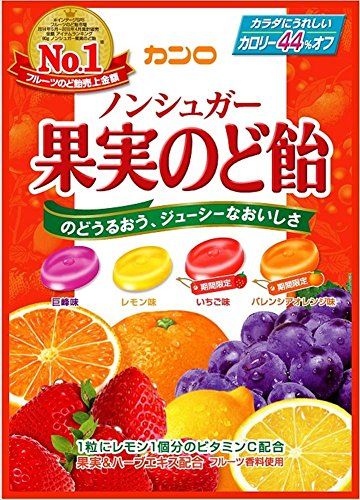 No.1
フルーツのど飴売上金額
カンロ
カラダにうれしい
カロリー44%オフ
ノンシュガー
果実のど飴
のどうるおう、ジューシーなおいしさ
巨峰味
レモン味
期間限定
いちご味
期間限定
バレンシアオレンジ味
1粒にレモン1個分のビタミンC配合
果実&ハーブエキス配合 フルーツ香料使用